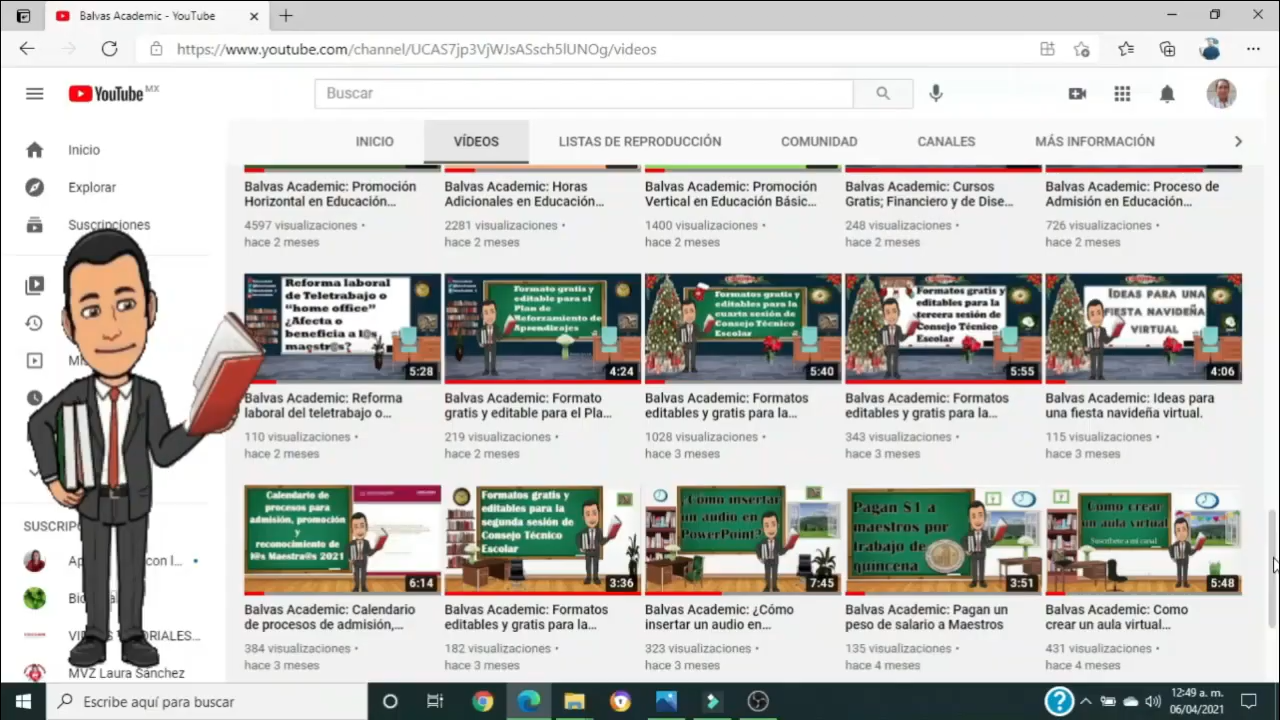 Balvas Academic - YouTube
https://www.youtube.com/channel/UCAS7jp3VjWJsASsch5lUNOg/videos
YouTube MX
Buscar
INICIO
VÍDEOS
LISTAS DE REPRODUCCIÓN
COMUNIDAD
CANALES
MÁS INFORMACIÓN
Inicio
Explorar
Suscripciones
Balvas Academic: Promoción
Horizontal en Educación...
4597 visualizaciones •
hace 2 meses
Balvas Academic: Horas
Adicionales en Educación...
2281 visualizaciones •
hace 2 meses
Balvas Academic: Promoción
Vertical en Educación Básic...
1400 visualizaciones •
hace 2 meses
Balvas Academic: Cursos
Gratis; Financiero y de Dise...
248 visualizaciones •
hace 2 meses
Balvas Academic: Proceso de
Admisión en Educación...
726 visualizaciones •
hace 2 meses
Reforma laboral
de Teletrabajo o
"home office"
¿Afecta o
beneficia a l@s
maestr@s?
5:28
Balvas Academic: Reforma
laboral del teletrabajo o...
110 visualizaciones •
hace 2 meses
Formato gratis y
editable para el
Plan de
Reforzamiento de
Aprendizajes
4:24
Balvas Academic: Formato
gratis y editable para el Pla...
219 visualizaciones •
hace 2 meses
Formatos gratis y
editables para la
cuarta sesión de
Consejo Técnico
Escolar
5:40
Balvas Academic: Formatos
editables y gratis para la...
1028 visualizaciones •
hace 3 meses
Formatos gratis y
editables para la
tercera sesión de
Consejo Técnico
Escolar
5:55
Balvas Academic: Formatos
editables y gratis para la...
343 visualizaciones •
hace 3 meses
IDEAS PARA UNA
FIESTA NAVIDEÑA
VIRTUAL
4:06
Balvas Academic: Ideas para
una fiesta navideña virtual.
115 visualizaciones •
hace 3 meses
Calendario de
procesos para
admisión, promoción
y
reconocimiento de
l@s Maestr@s 2021
6:14
Balvas Academic: Calendario
de procesos de admisión,...
384 visualizaciones •
hace 3 meses
Formatos gratis y
editables para la
segunda sesión de
Consejo Técnico
Escolar
3:36
Balvas Academic: Formatos
editables y gratis para la...
182 visualizaciones •
hace 3 meses
¿Cómo insertar
un audio en
PowerPoint?
7:45
Balvas Academic: ¿Cómo
insertar un audio en...
323 visualizaciones •
hace 3 meses
Pagan $1 a
maestros por
trabajo de
quincena
3:51
Balvas Academic: Pagan un
peso de salario a Maestros
135 visualizaciones •
hace 4 meses
Cómo crear
un aula virtual
Suscríbete a mi canal
5:48
Balvas Academic: Como
crear un aula virtual...
431 visualizaciones •
hace 4 meses
MVZ Laura Sánchez
Escribe aquí para buscar
12:49 a. m.
06/04/2021